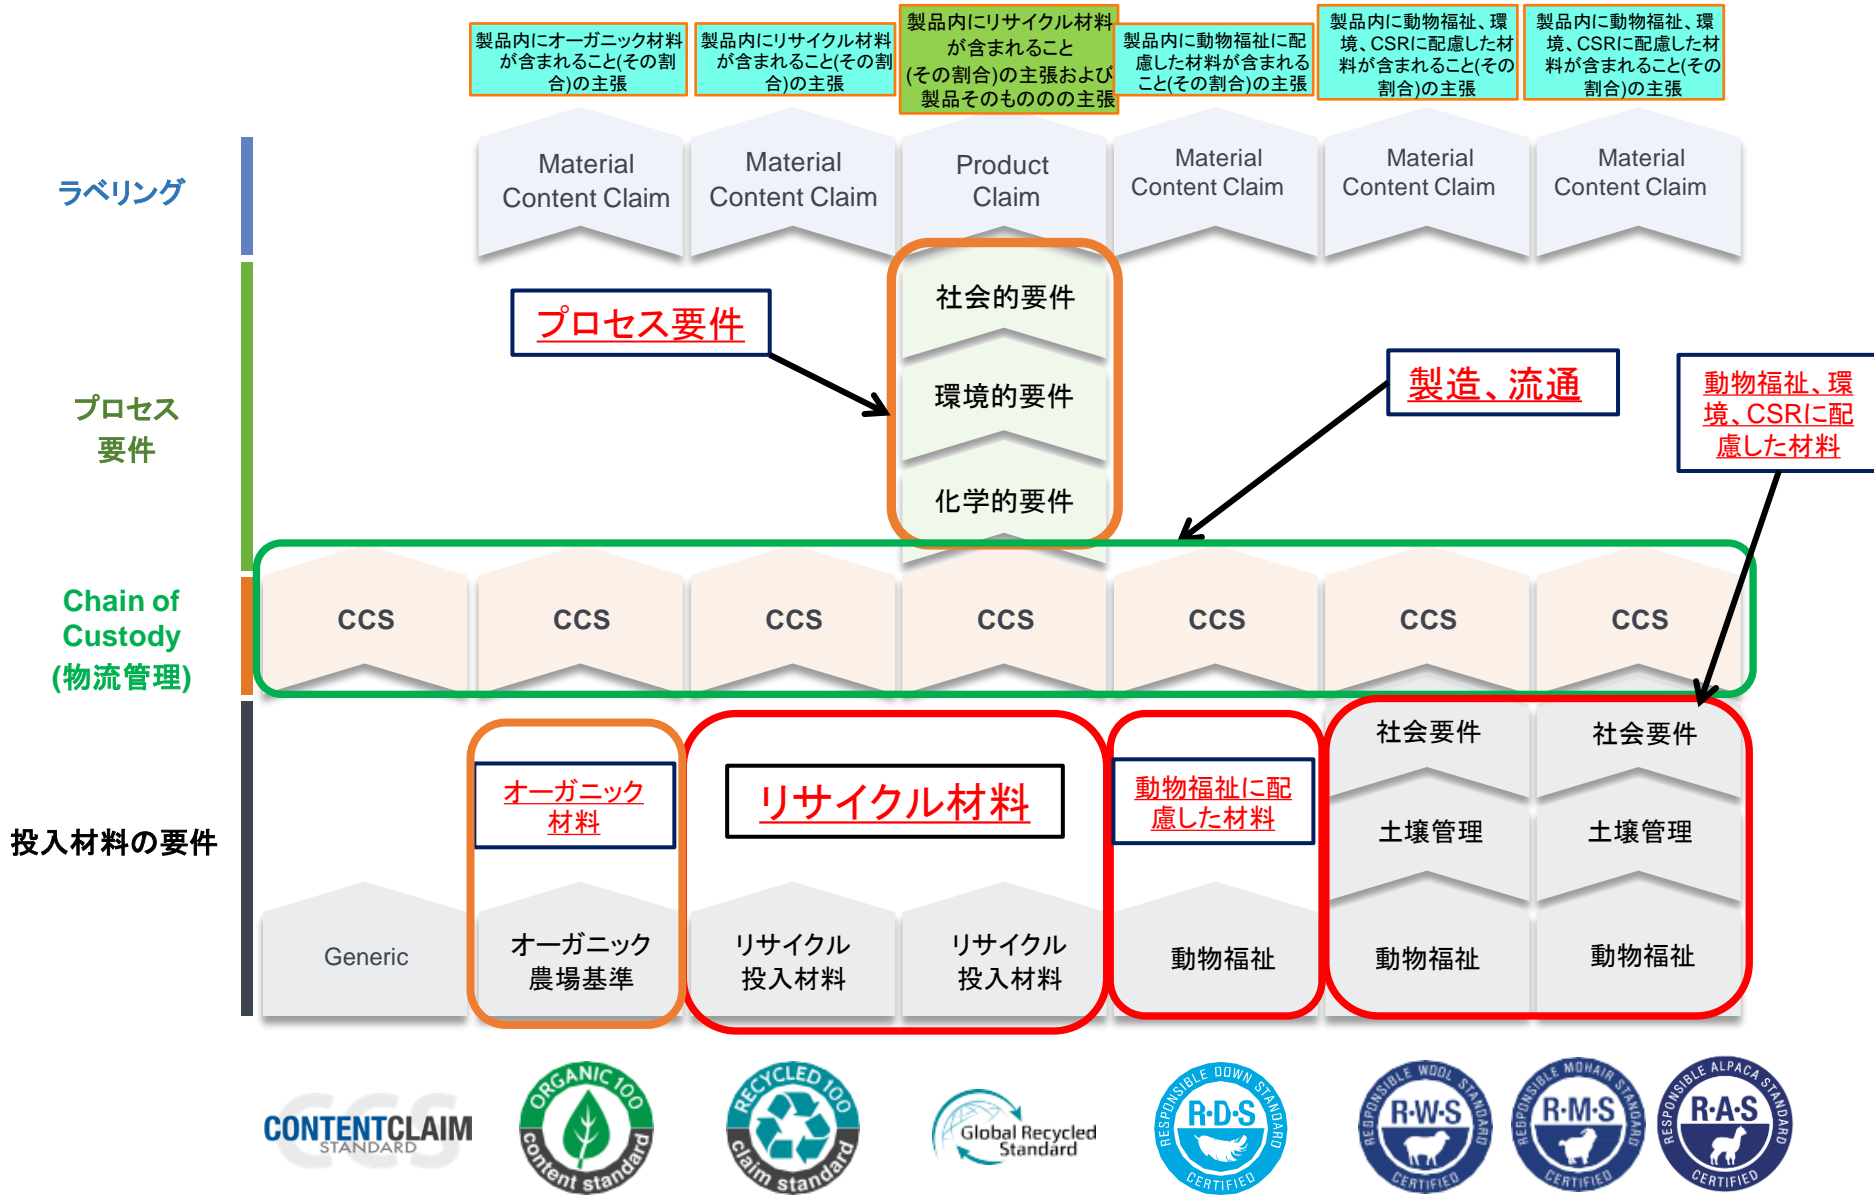 製品内にオーガニック材料
が含まれること(その割
合)の主張
製品内にリサイクル材料
が含まれること(その割
合)の主張
製品内にリサイクル材料
が含まれること
(その割合)の主張および
製品そのもののの主張
製品内に動物福祉に配
慮した材料が含まれる
こと(その割合)の主張
製品内に動物福祉、環
境、CSRに配慮した材
料が含まれること(その
割合)の主張
製品内に動物福祉、環
境、CSRに配慮した材
料が含まれること(その
割合)の主張
ラベリング
Material
Content Claim
Material
Content Claim
Product
Claim
Material
Content Claim
Material
Content Claim
Material
Content Claim
プロセス
要件
プロセス要件
社会的要件
環境的要件
化学的要件
製造、流通
動物福祉、環
境、CSRに配
慮した材料
Chain of
Custody
(物流管理)
CCS
CCS
CCS
CCS
CCS
CCS
CCS
投入材料の要件
オーガニック
材料
リサイクル材料
動物福祉に配
慮した材料
社会要件
社会要件
土壌管理
土壌管理
Generic
オーガニック
農場基準
リサイクル
投入材料
リサイクル
投入材料
動物福祉
動物福祉
動物福祉
CCS
CONTENTCLAIM
STANDARD
ORGANIC 100
content standard
RECYCLED 100
claim standard
Global Recycled
Standard
RESPONSIBLE DOWN STANDARD
R·D·S
CERTIFIED
RESPONSIBLE WOOL STANDARD
R·W·S
CERTIFIED
RESPONSIBLE MOHAIR STANDARD
R·M·S
CERTIFIED
RESPONSIBLE ALPACA STANDARD
R·A·S
CERTIFIED